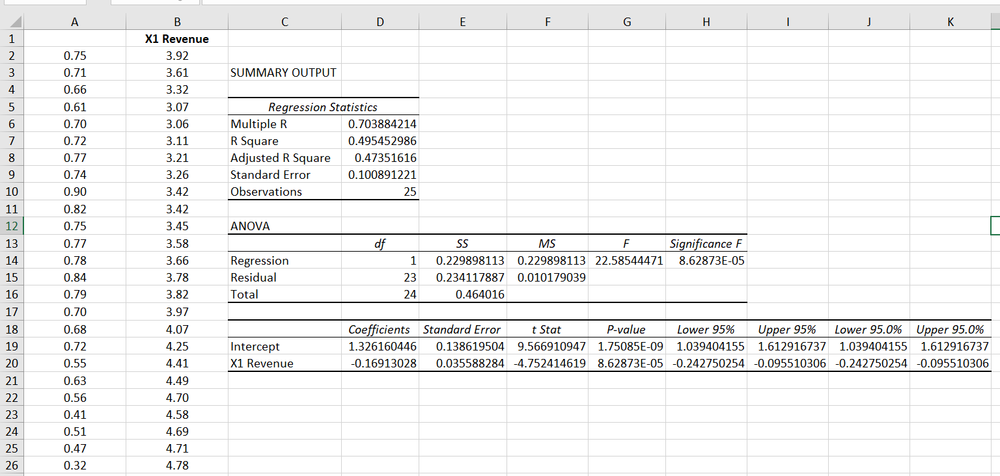 A B C D E F G H I J K
1 X1 Revenue
2 0.75 3.92
3 0.71 3.61 SUMMARY OUTPUT
4 0.66 3.32
5 0.61 3.07 Regression Statistics
6 0.70 3.06 Multiple R 0.703884214
7 0.72 3.11 R Square 0.495452986
8 0.77 3.21 Adjusted R Square 0.47351616
9 0.74 3.26 Standard Error 0.100891221
10 0.90 3.42 Observations 25
11 0.82 3.42
12 0.75 3.45 ANOVA
13 0.77 3.58 df SS MS F Significance F
14 0.78 3.66 Regression 1 0.229898113 0.229898113 22.58544471 8.62873E-05
15 0.84 3.78 Residual 23 0.234117887 0.010179039
16 0.79 3.82 Total 24 0.464016
17 0.70 3.97
18 0.68 4.07 Coefficients Standard Error t Stat P-value Lower 95% Upper 95% Lower 95.0% Upper 95.0%
19 0.72 4.25 Intercept 1.326160446 0.138619504 9.566910947 1.75085E-09 1.039404155 1.612916737 1.039404155 1.612916737
20 0.55 4.41 X1 Revenue -0.16913028 0.035588284 -4.752414619 8.62873E-05 -0.242750254 -0.095510306 -0.242750254 -0.095510306
21 0.63 4.49
22 0.56 4.70
23 0.41 4.58
24 0.51 4.69
25 0.47 4.71
26 0.32 4.78